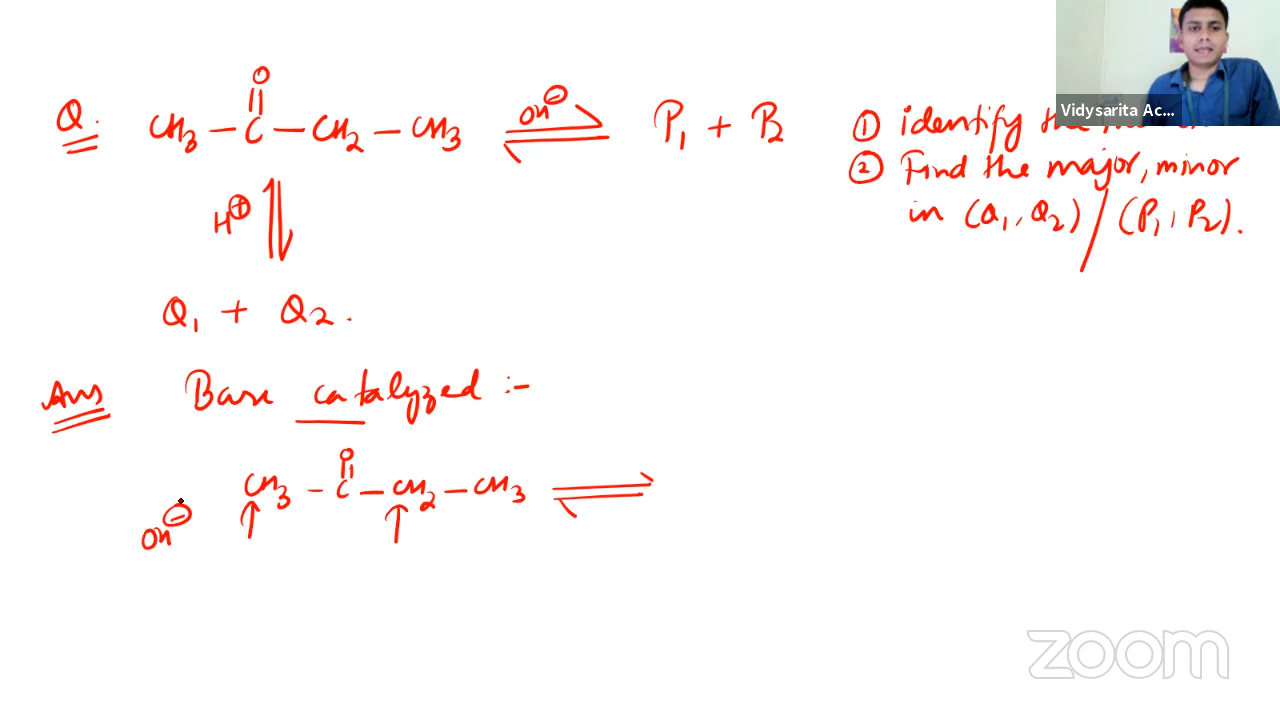 Q. CH3 – C – CH2 – CH3 ⇌ P1 + P2
O
OH⊖
H⊕
Q1 + Q2.
① identify the
② Find the major, minor
in (Q1, Q2) / (P1, P2).
Ans Base catalyzed :-
O
CH3 – C – CH2 – CH3 ⇌
OH⊖
Vidysarita Ac...
zoom